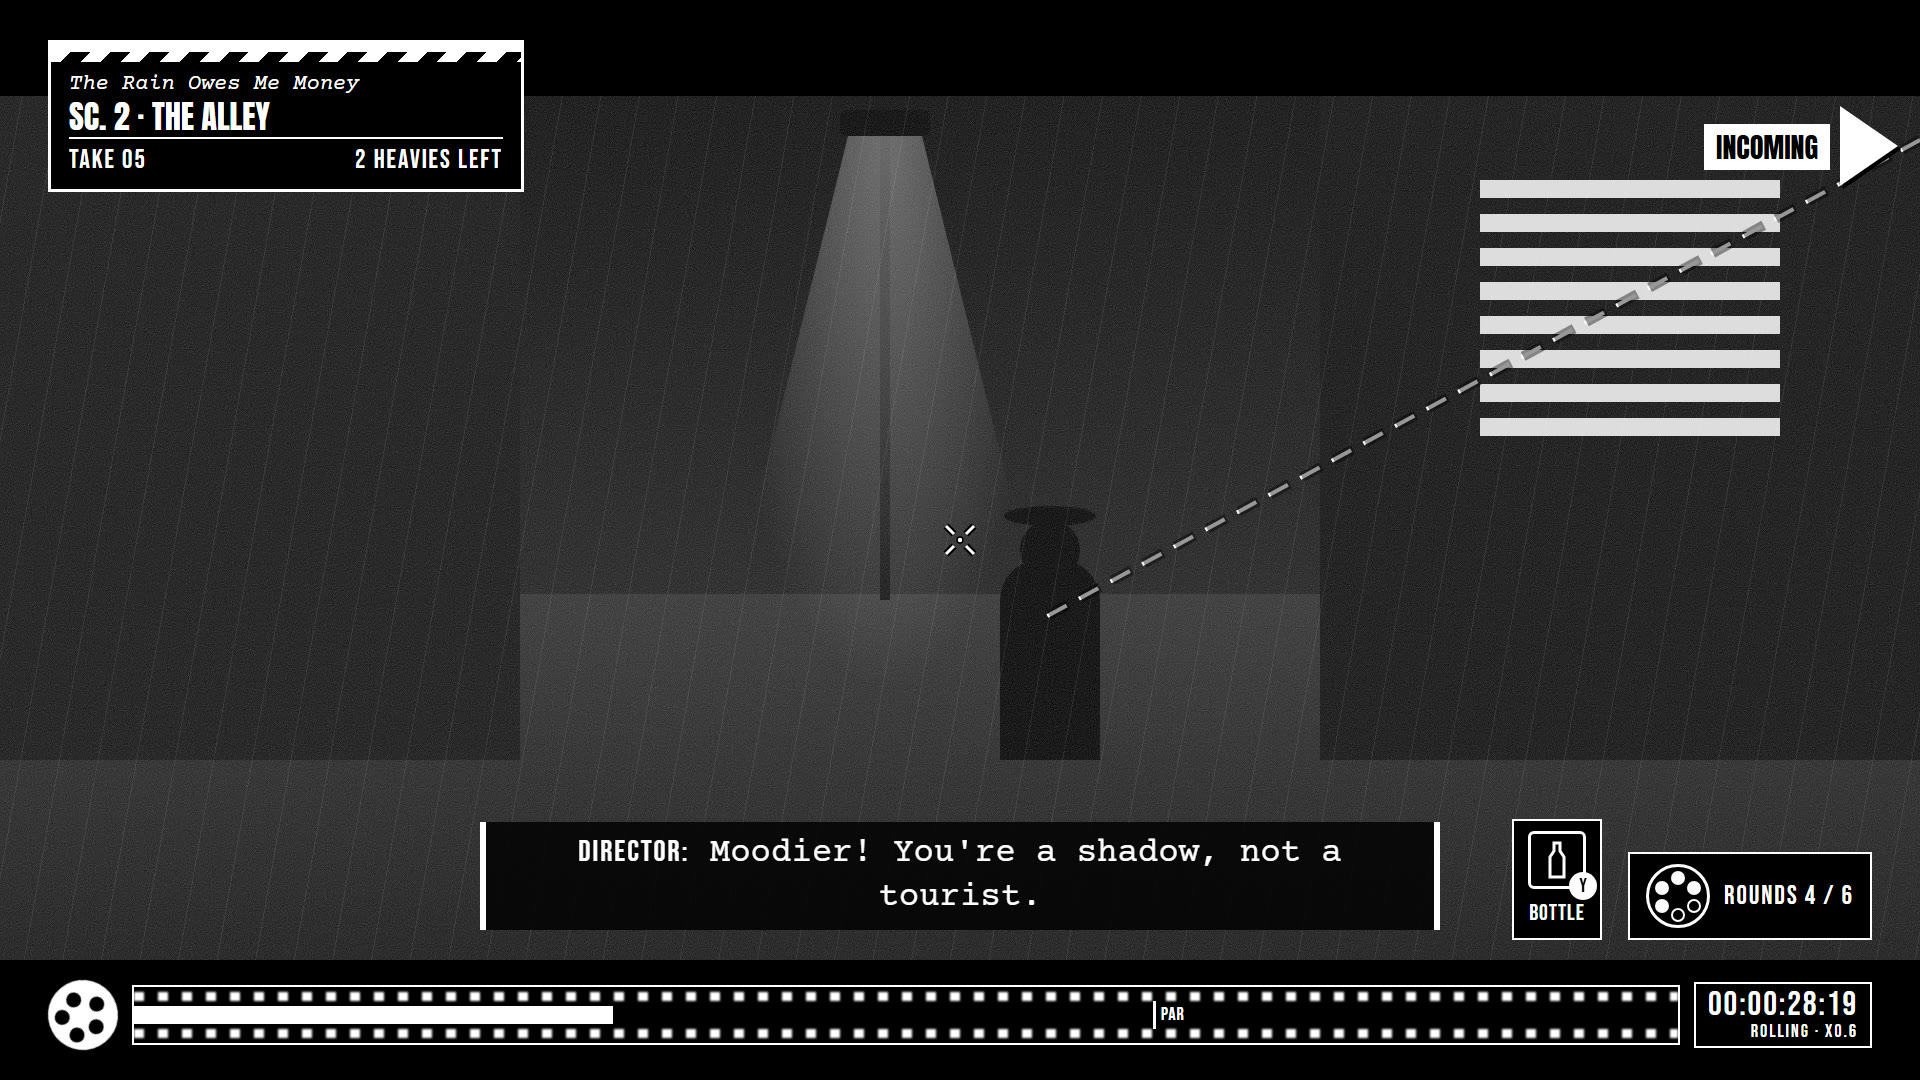 The Rain Owes Me Money
SC. 2 · THE ALLEY
TAKE 05 2 HEAVIES LEFT
INCOMING
DIRECTOR: Moodier! You're a shadow, not a
tourist.
Y
BOTTLE
ROUNDS 4 / 6
PAR
00:00:28:19
ROLLING · X0.6